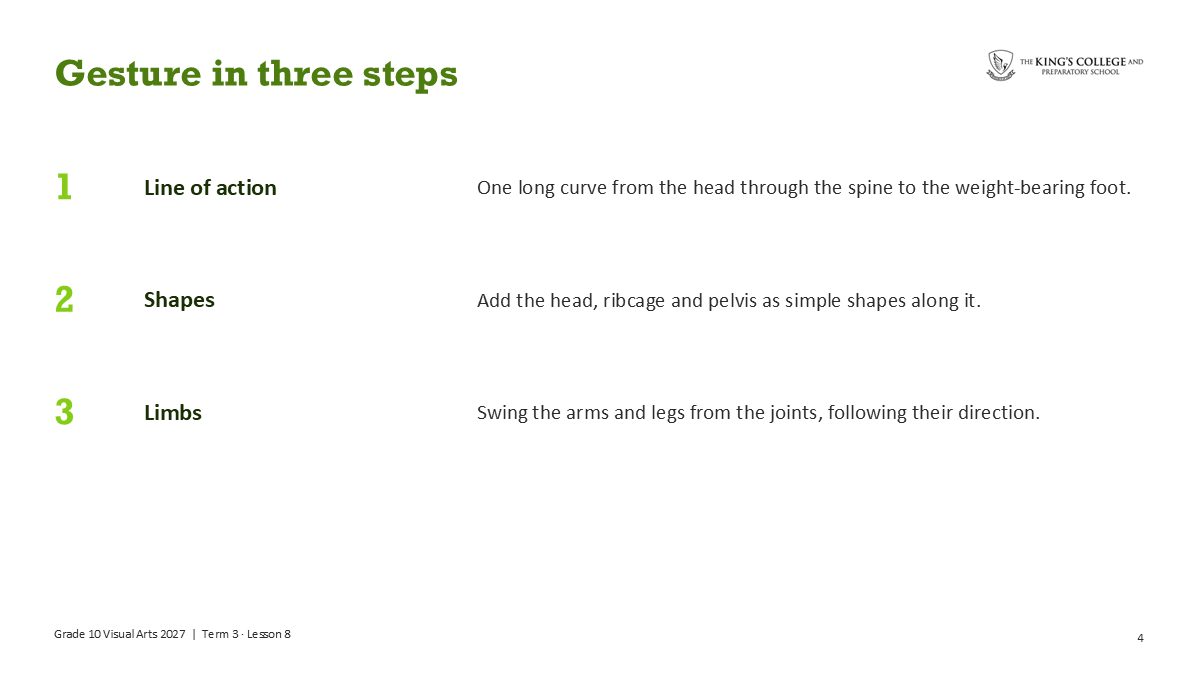 Gesture in three steps
THE KING'S COLLEGE AND
PREPARATORY SCHOOL
1 Line of action One long curve from the head through the spine to the weight-bearing foot.
2 Shapes Add the head, ribcage and pelvis as simple shapes along it.
3 Limbs Swing the arms and legs from the joints, following their direction.
Grade 10 Visual Arts 2027 | Term 3 · Lesson 8
4